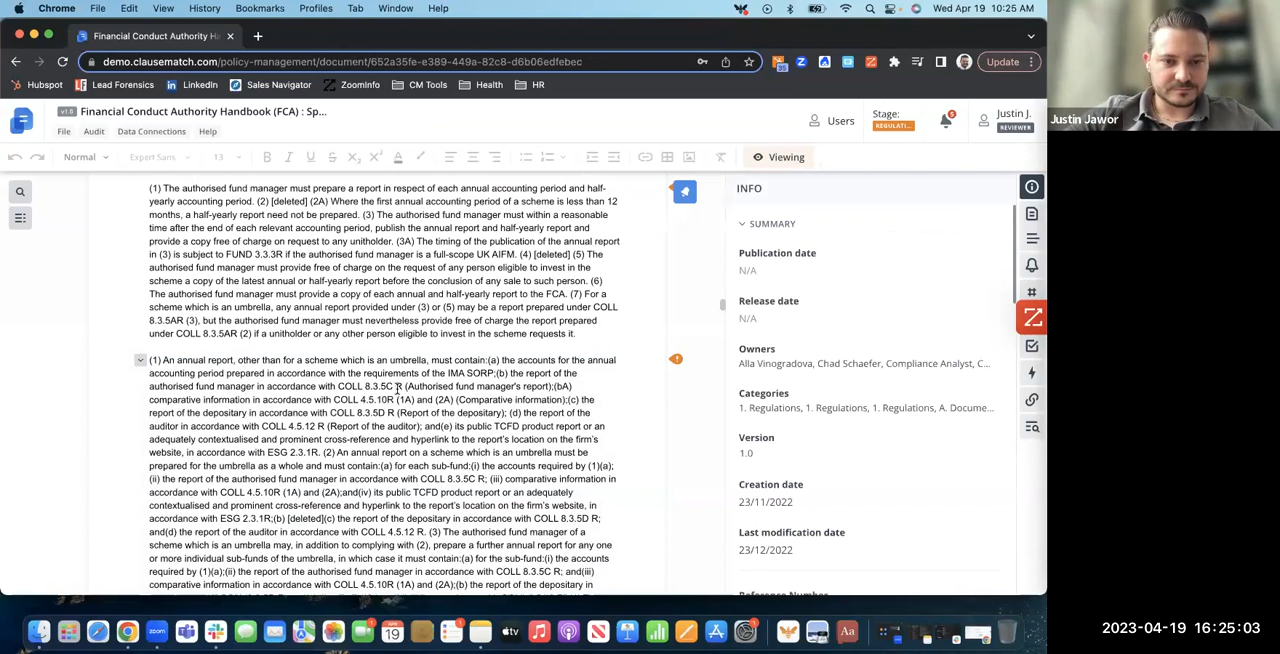 Chrome File Edit View History Bookmarks Profiles Tab Window Help Wed Apr 19 10:25 AM
Financial Conduct Authority Ha
demo.clausematch.com/policy-management/document/652a35fe-e389-449a-82c8-d6b06edfebec Update
Hubspot Lead Forensics LinkedIn Sales Navigator ZoomInfo CM Tools Health HR
v1.0 Financial Conduct Authority Handbook (FCA) : Sp...
File Audit Data Connections Help
Users
Stage:
REGULATI...
6
Justin J.
REVIEWER
Justin Jawor
Normal Expert Sans 13 Viewing
(1) The authorised fund manager must prepare a report in respect of each annual accounting period and half-
yearly accounting period. (2) [deleted] (2A) Where the first annual accounting period of a scheme is less than 12
months, a half-yearly report need not be prepared. (3) The authorised fund manager must within a reasonable
time after the end of each relevant accounting period, publish the annual report and half-yearly report and
provide a copy free of charge on request to any unitholder. (3A) The timing of the publication of the annual report
in (3) is subject to FUND 3.3.3R if the authorised fund manager is a full-scope UK AIFM. (4) [deleted] (5) The
authorised fund manager must provide free of charge on the request of any person eligible to invest in the
scheme a copy of the latest annual or half-yearly report before the conclusion of any sale to such person. (6)
The authorised fund manager must provide a copy of each annual and half-yearly report to the FCA. (7) For a
scheme which is an umbrella, any annual report provided under (3) or (5) may be a report prepared under COLL
8.3.5AR (3), but the authorised fund manager must nevertheless provide free of charge the report prepared
under COLL 8.3.5AR (2) if a unitholder or any other person eligible to invest in the scheme requests it.
(1) An annual report, other than for a scheme which is an umbrella, must contain:(a) the accounts for the annual
accounting period prepared in accordance with the requirements of the IMA SORP;(b) the report of the
authorised fund manager in accordance with COLL 8.3.5C R (Authorised fund manager's report);(bA)
comparative information in accordance with COLL 4.5.10R (1A) and (2A) (Comparative information);(c) the
report of the depositary in accordance with COLL 8.3.5D R (Report of the depositary); (d) the report of the
auditor in accordance with COLL 4.5.12 R (Report of the auditor); and(e) its public TCFD product report or an
adequately contextualised and prominent cross-reference and hyperlink to the report's location on the firm's
website, in accordance with ESG 2.3.1R. (2) An annual report on a scheme which is an umbrella must be
prepared for the umbrella as a whole and must contain:(a) for each sub-fund:(i) the accounts required by (1)(a);
(ii) the report of the authorised fund manager in accordance with COLL 8.3.5C R; (iii) comparative information in
accordance with COLL 4.5.10R (1A) and (2A);and(iv) its public TCFD product report or an adequately
contextualised and prominent cross-reference and hyperlink to the report's location on the firm's website, in
accordance with ESG 2.3.1R;(b) [deleted](c) the report of the depositary in accordance with COLL 8.3.5D R;
and(d) the report of the auditor in accordance with COLL 4.5.12 R. (3) The authorised fund manager of a
scheme which is an umbrella may, in addition to complying with (2), prepare a further annual report for any one
or more individual sub-funds of the umbrella, in which case it must contain:(a) for the sub-fund:(i) the accounts
required by (1)(a);(ii) the report of the authorised fund manager in accordance with COLL 8.3.5C R; and(iii)
comparative information in accordance with COLL 4.5.10R (1A) and (2A);(b) the report of the depositary in
INFO
SUMMARY
Publication date
N/A
Release date
N/A
Owners
Alla Vinogradova, Chad Schaefer, Compliance Analyst, C...
Categories
1. Regulations, 1. Regulations, 1. Regulations, A. Docume...
Version
1.0
Creation date
23/11/2022
Last modification date
23/12/2022
APR
19
zoom
tv
Aa
2023-04-19 16:25:03